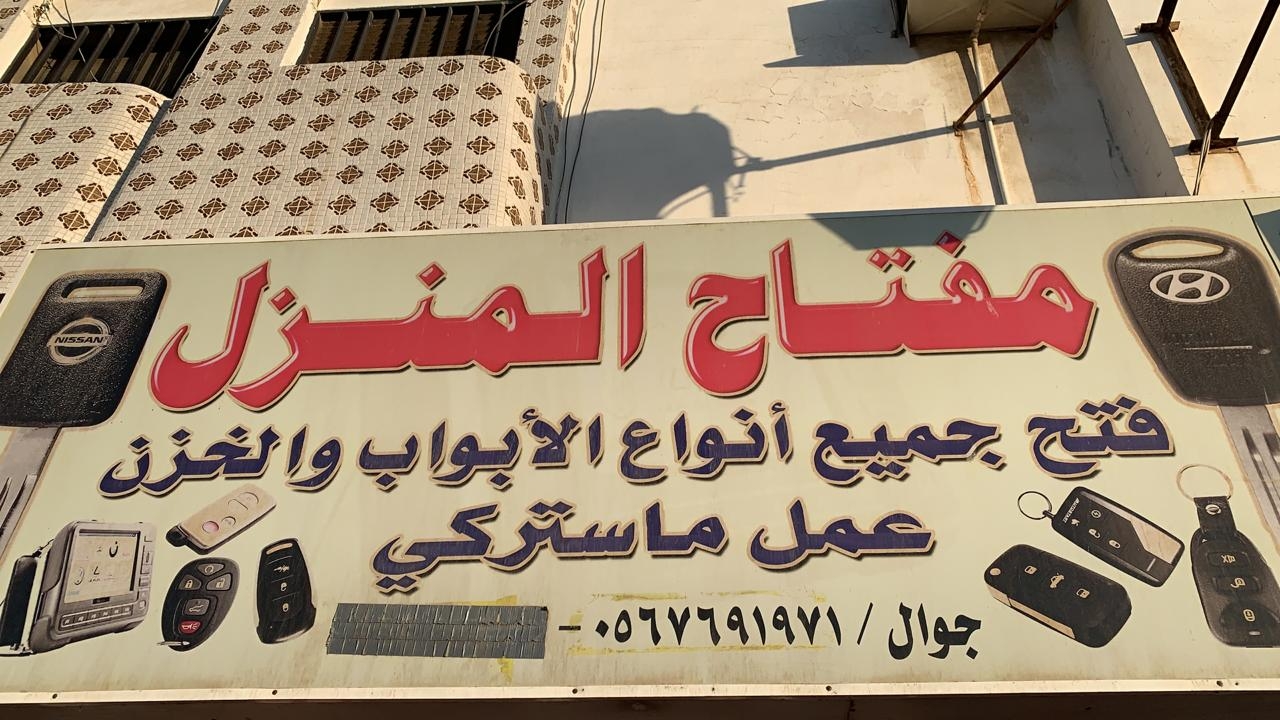 مفتاح المنزل
فتح جميع أنواع الأبواب والخزن
عمل ماستركي
جوال / ٠٥٦٧٦٩١٩٧١ -
NISSAN